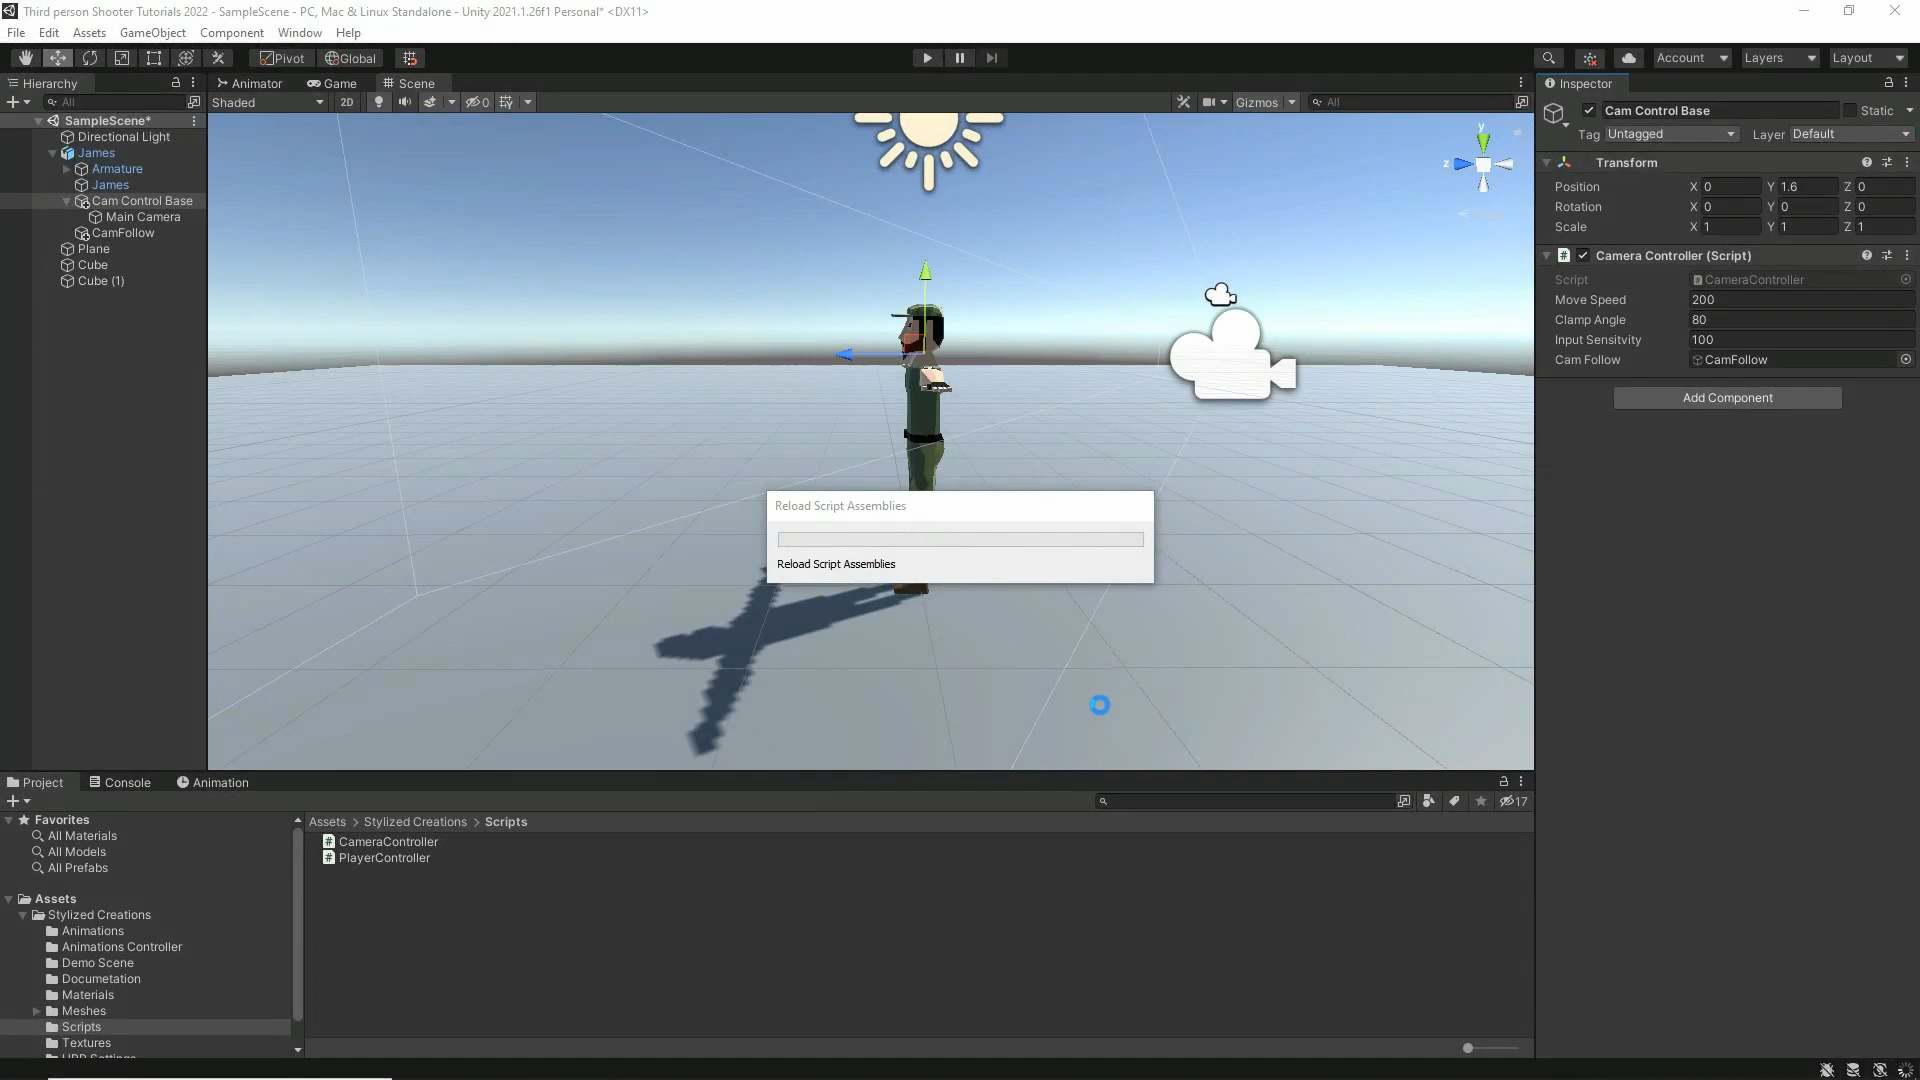 Third person Shooter Tutorials 2022 - SampleScene - PC, Mac & Linux Standalone - Unity 2021.1.26f1 Personal* <DX11>
File Edit Assets GameObject Component Window Help
Pivot Global Account Layers Layout
Hierarchy Animator Game Scene Inspector
All Shaded 2D 0 Gizmos All
SampleScene*
Directional Light
James
Armature
James
Cam Control Base
Main Camera
CamFollow
Plane
Cube
Cube (1)
y
z
Cam Control Base Static
Tag Untagged Layer Default
Transform
Position X 0 Y 1.6 Z 0
Rotation X 0 Y 0 Z 0
Scale X 1 Y 1 Z 1
Camera Controller (Script)
Script CameraController
Move Speed 200
Clamp Angle 80
Input Sensitvity 100
Cam Follow CamFollow
Add Component
Reload Script Assemblies
Reload Script Assemblies
Project Console Animation
17
Favorites
All Materials
All Models
All Prefabs
Assets
Stylized Creations
Animations
Animations Controller
Demo Scene
Documetation
Materials
Meshes
Scripts
Textures
Assets > Stylized Creations > Scripts
CameraController
PlayerController